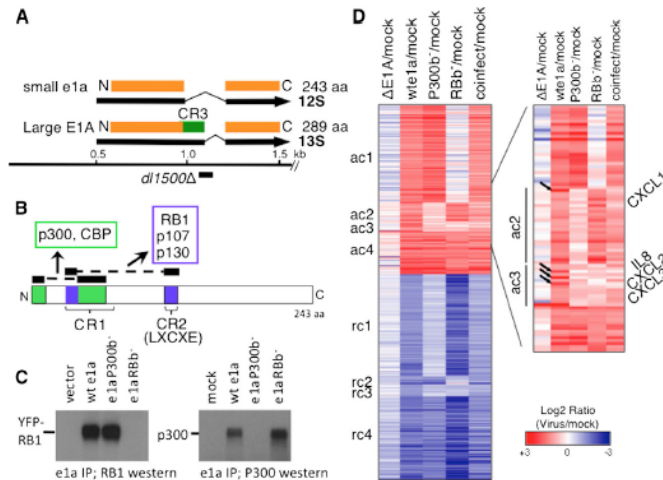 A
small e1a N C 243 aa
12S
CR3
Large E1A N C 289 aa
13S
0.5 1.0 1.5 kb
dl1500Δ
B
p300, CBP
RB1
p107
p130
N C
243 aa
CR1 CR2
(LXCXE)
C
vector
wt e1a
e1a P300b-
e1a RBb-
YFP-
RB1
e1a IP; RB1 western
mock
wt e1a
e1a P300b-
e1a RBb-
p300
e1a IP; P300 western
D
ΔE1A/mock
wte1a/mock
P300b-/mock
RBb-/mock
coinfect/mock
ac1
ac2
ac3
ac4
rc1
rc2
rc3
rc4
ΔE1A/mock
wte1a/mock
P300b-/mock
RBb-/mock
coinfect/mock
ac2
ac3
CXCL1
IL8
CXCL2
Log2 Ratio
(Virus/mock)
+3 0 -3